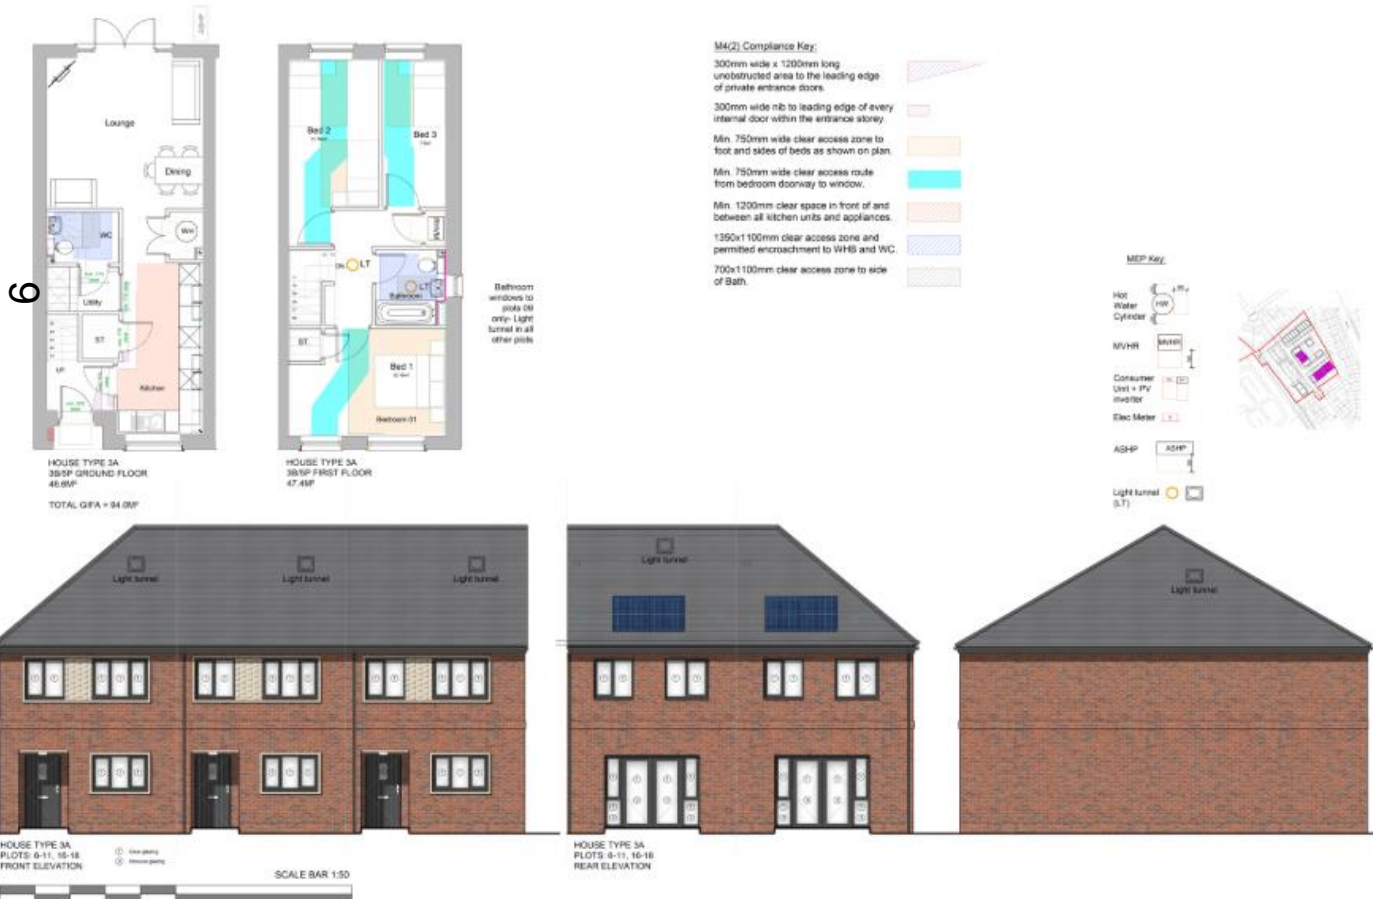 ASHP
Lounge
Dining
WC
WH
Utility
ST
UP
Kitchen
6
HOUSE TYPE 3A
3B/5P GROUND FLOOR
46.6M²
TOTAL GIFA = 94.0M²
Bed 2
Bed 3
MVHR
DN
LT
LT
Bathroom
ST
Bed 1
Bedroom 01
HOUSE TYPE 3A
3B/5P FIRST FLOOR
47.4M²
Bathroom
windows to
plots 09
only- Light
tunnel in all
other plots
M4(2) Compliance Key:
300mm wide x 1200mm long
unobstructed area to the leading edge
of private entrance doors.
300mm wide nib to leading edge of every
internal door within the entrance storey.
Min. 750mm wide clear access zone to
foot and sides of beds as shown on plan.
Min. 750mm wide clear access route
from bedroom doorway to window.
Min. 1200mm clear space in front of and
between all kitchen units and appliances.
1350x1100mm clear access zone and
permitted encroachment to WHB and WC.
700x1100mm clear access zone to side
of Bath.
MEP Key:
Hot
Water
Cylinder
HW
MVHR
MVHR
Consumer
Unit + PV
inverter
Elec Meter
ASHP
ASHP
Light tunnel
(LT)
Light tunnel
Light tunnel
Light tunnel
Light tunnel
Light tunnel
HOUSE TYPE 3A
PLOTS: 6-11, 16-18
FRONT ELEVATION
Clear glazing
Obscure glazing
SCALE BAR 1:50
HOUSE TYPE 3A
PLOTS: 6-11, 16-18
REAR ELEVATION